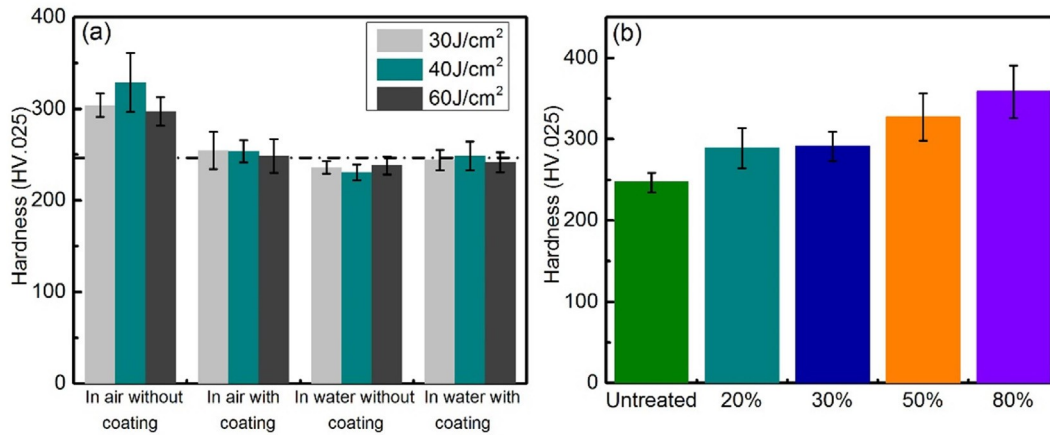 (a)
30J/cm²
40J/cm²
60J/cm²
Hardness (HV.025)
400
300
200
100
0
In air without coating
In air with coating
In water without coating
In water with coating
(b)
Hardness (HV.025)
400
300
200
100
0
Untreated
20%
30%
50%
80%